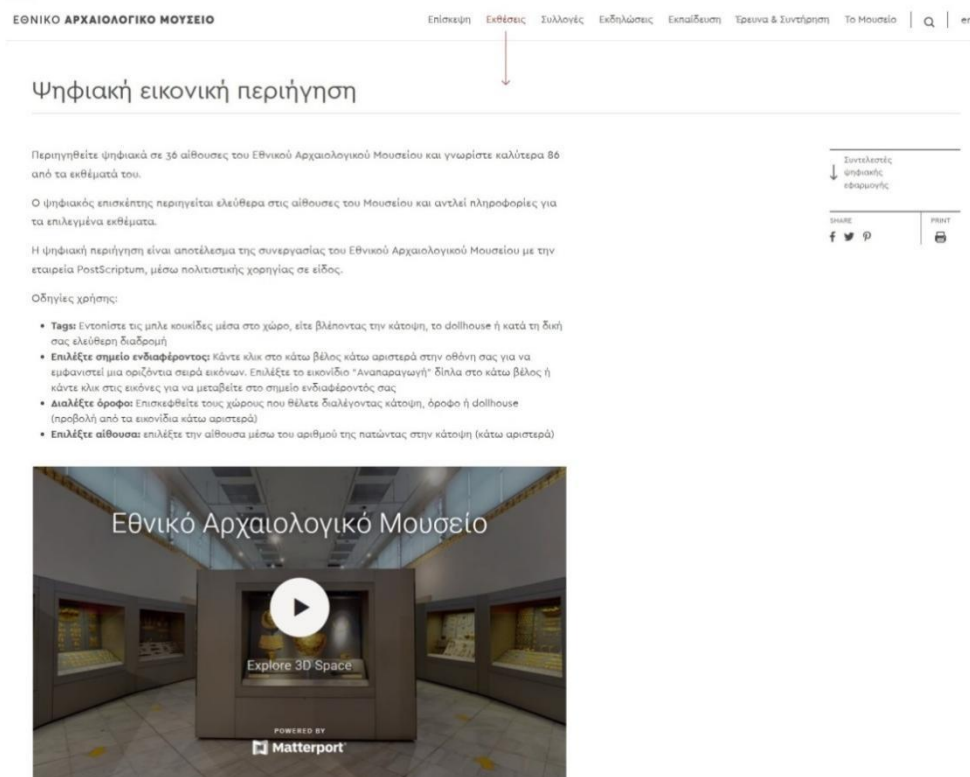 ΕΘΝΙΚΟ ΑΡΧΑΙΟΛΟΓΙΚΟ ΜΟΥΣΕΙΟ
Επίσκεψη Εκθέσεις Συλλογές Εκδηλώσεις Εκπαίδευση Έρευνα & Συντήρηση Το Μουσείο en
Ψηφιακή εικονική περιήγηση
Περιηγηθείτε ψηφιακά σε 36 αίθουσες του Εθνικού Αρχαιολογικού Μουσείου και γνωρίστε καλύτερα 86
από τα εκθέματά του.
Ο ψηφιακός επισκέπτης περιηγείται ελεύθερα στις αίθουσες του Μουσείου και αντλεί πληροφορίες για
τα επιλεγμένα εκθέματα.
Η ψηφιακή περιήγηση είναι αποτέλεσμα της συνεργασίας του Εθνικού Αρχαιολογικού Μουσείου με την
εταιρεία PostScriptum, μέσω πολιτιστικής χορηγίας σε είδος.
Οδηγίες χρήσης:
• Tags: Εντοπίστε τις μπλε κουκίδες μέσα στο χώρο, είτε βλέποντας την κάτοψη, το dollhouse ή κατά τη δική
σας ελεύθερη διαδρομή
• Επιλέξτε σημείο ενδιαφέροντος: Κάντε κλικ στο κάτω βέλος κάτω αριστερά στην οθόνη σας για να
εμφανιστεί μια οριζόντια σειρά εικόνων. Επιλέξτε το εικονίδιο "Αναπαραγωγή" δίπλα στο κάτω βέλος ή
κάντε κλικ στις εικόνες για να μεταβείτε στο σημείο ενδιαφέροντός σας
• Διαλέξτε όροφο: Επισκεφθείτε τους χώρους που θέλετε διαλέγοντας κάτοψη, όροφο ή dollhouse
(προβολή από τα εικονίδια κάτω αριστερά)
• Επιλέξτε αίθουσα: επιλέξτε την αίθουσα μέσω του αριθμού της πατώντας στην κάτοψη (κάτω αριστερά)
Συντελεστές
ψηφιακής
εφαρμογής
SHARE PRINT
Εθνικό Αρχαιολογικό Μουσείο
Explore 3D Space
POWERED BY
Matterport